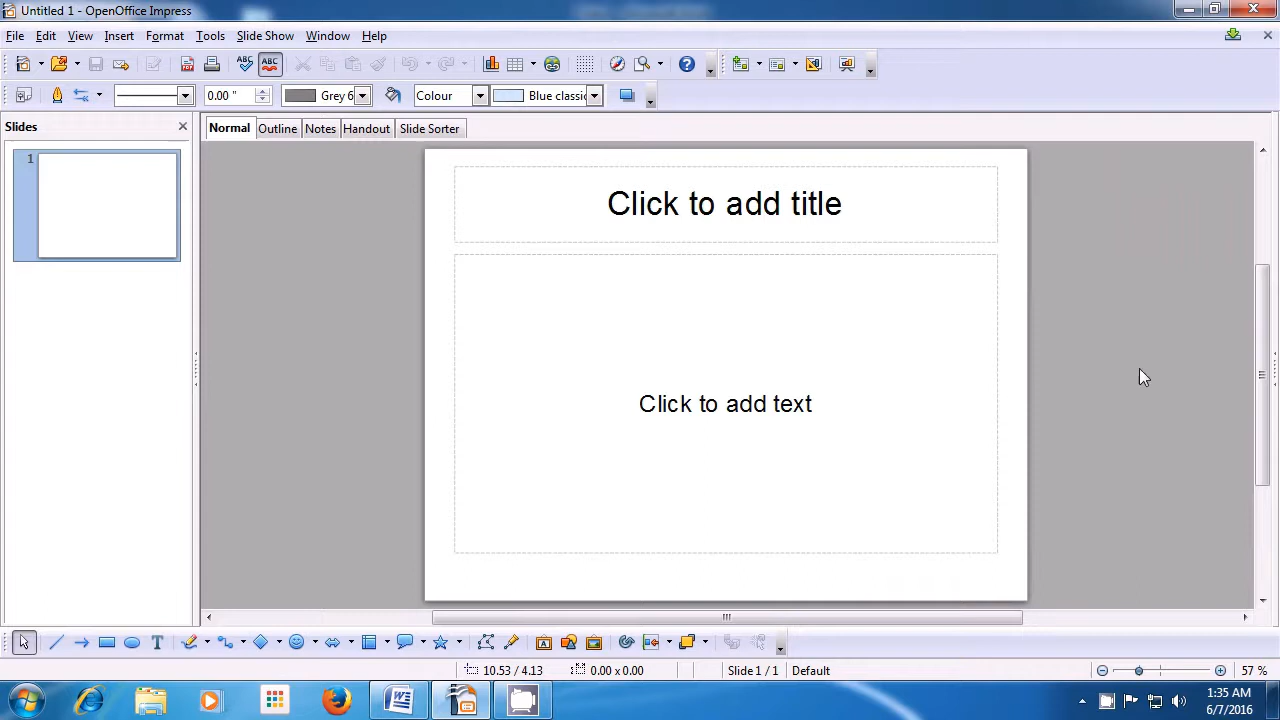 Untitled 1 - OpenOffice Impress
File Edit View Insert Format Tools Slide Show Window Help
ABC ABC
0.00 " Grey 6 Colour Blue classic
Slides
Normal Outline Notes Handout Slide Sorter
1
Click to add title
Click to add text
10.53 / 4.13 0.00 x 0.00 Slide 1 / 1 Default 57 %
1:35 AM
6/7/2016